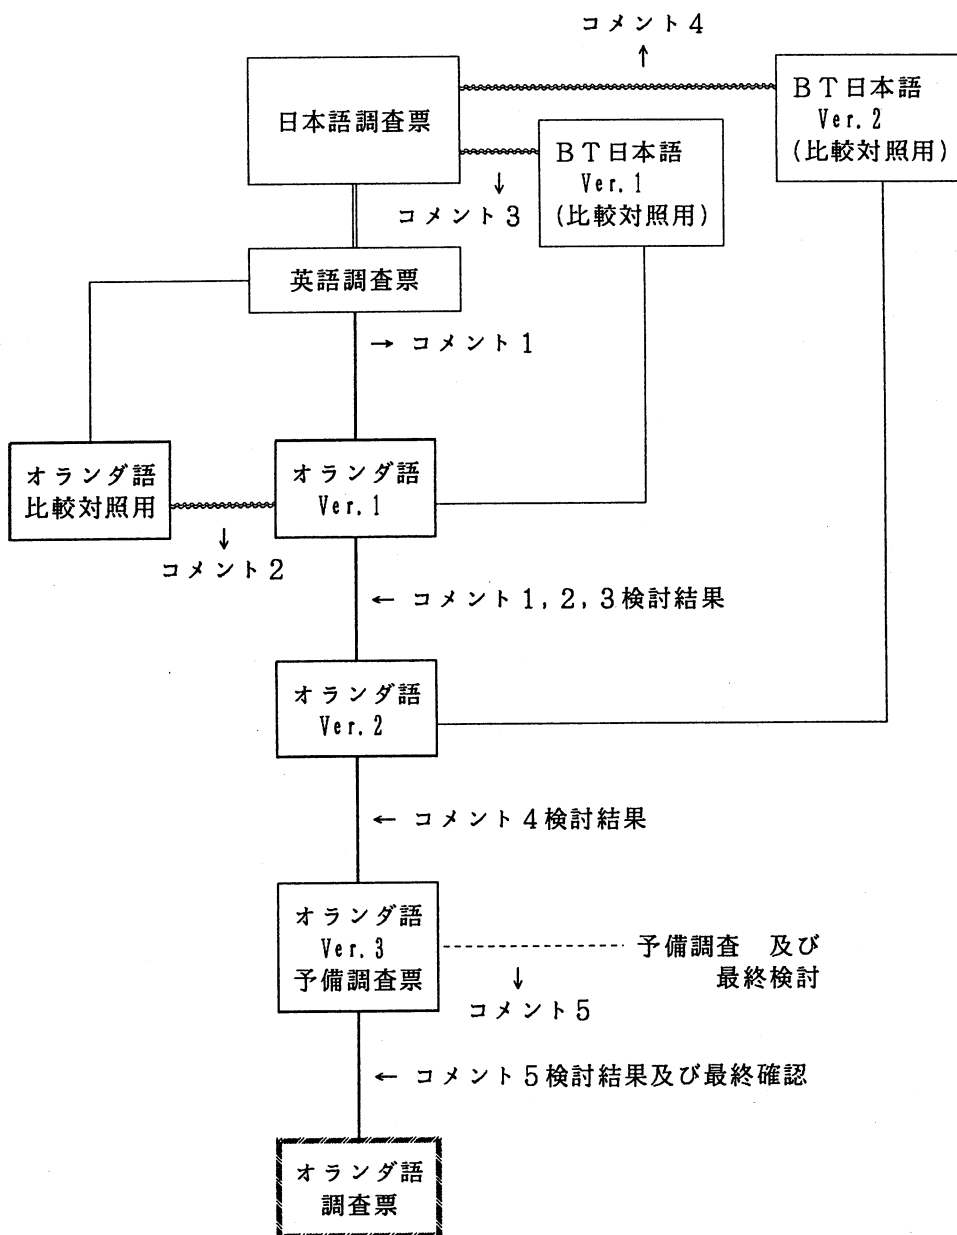 コメント4
↑
日本語調査票
BT日本語
Ver.2
(比較対照用)
BT日本語
Ver.1
(比較対照用)
↓
コメント3
英語調査票
→ コメント1
オランダ語
比較対照用
オランダ語
Ver.1
↓
コメント2
← コメント1,2,3検討結果
オランダ語
Ver.2
← コメント4検討結果
オランダ語
Ver.3
予備調査票
予備調査 及び
最終検討
↓
コメント5
← コメント5検討結果及び最終確認
オランダ語
調査票